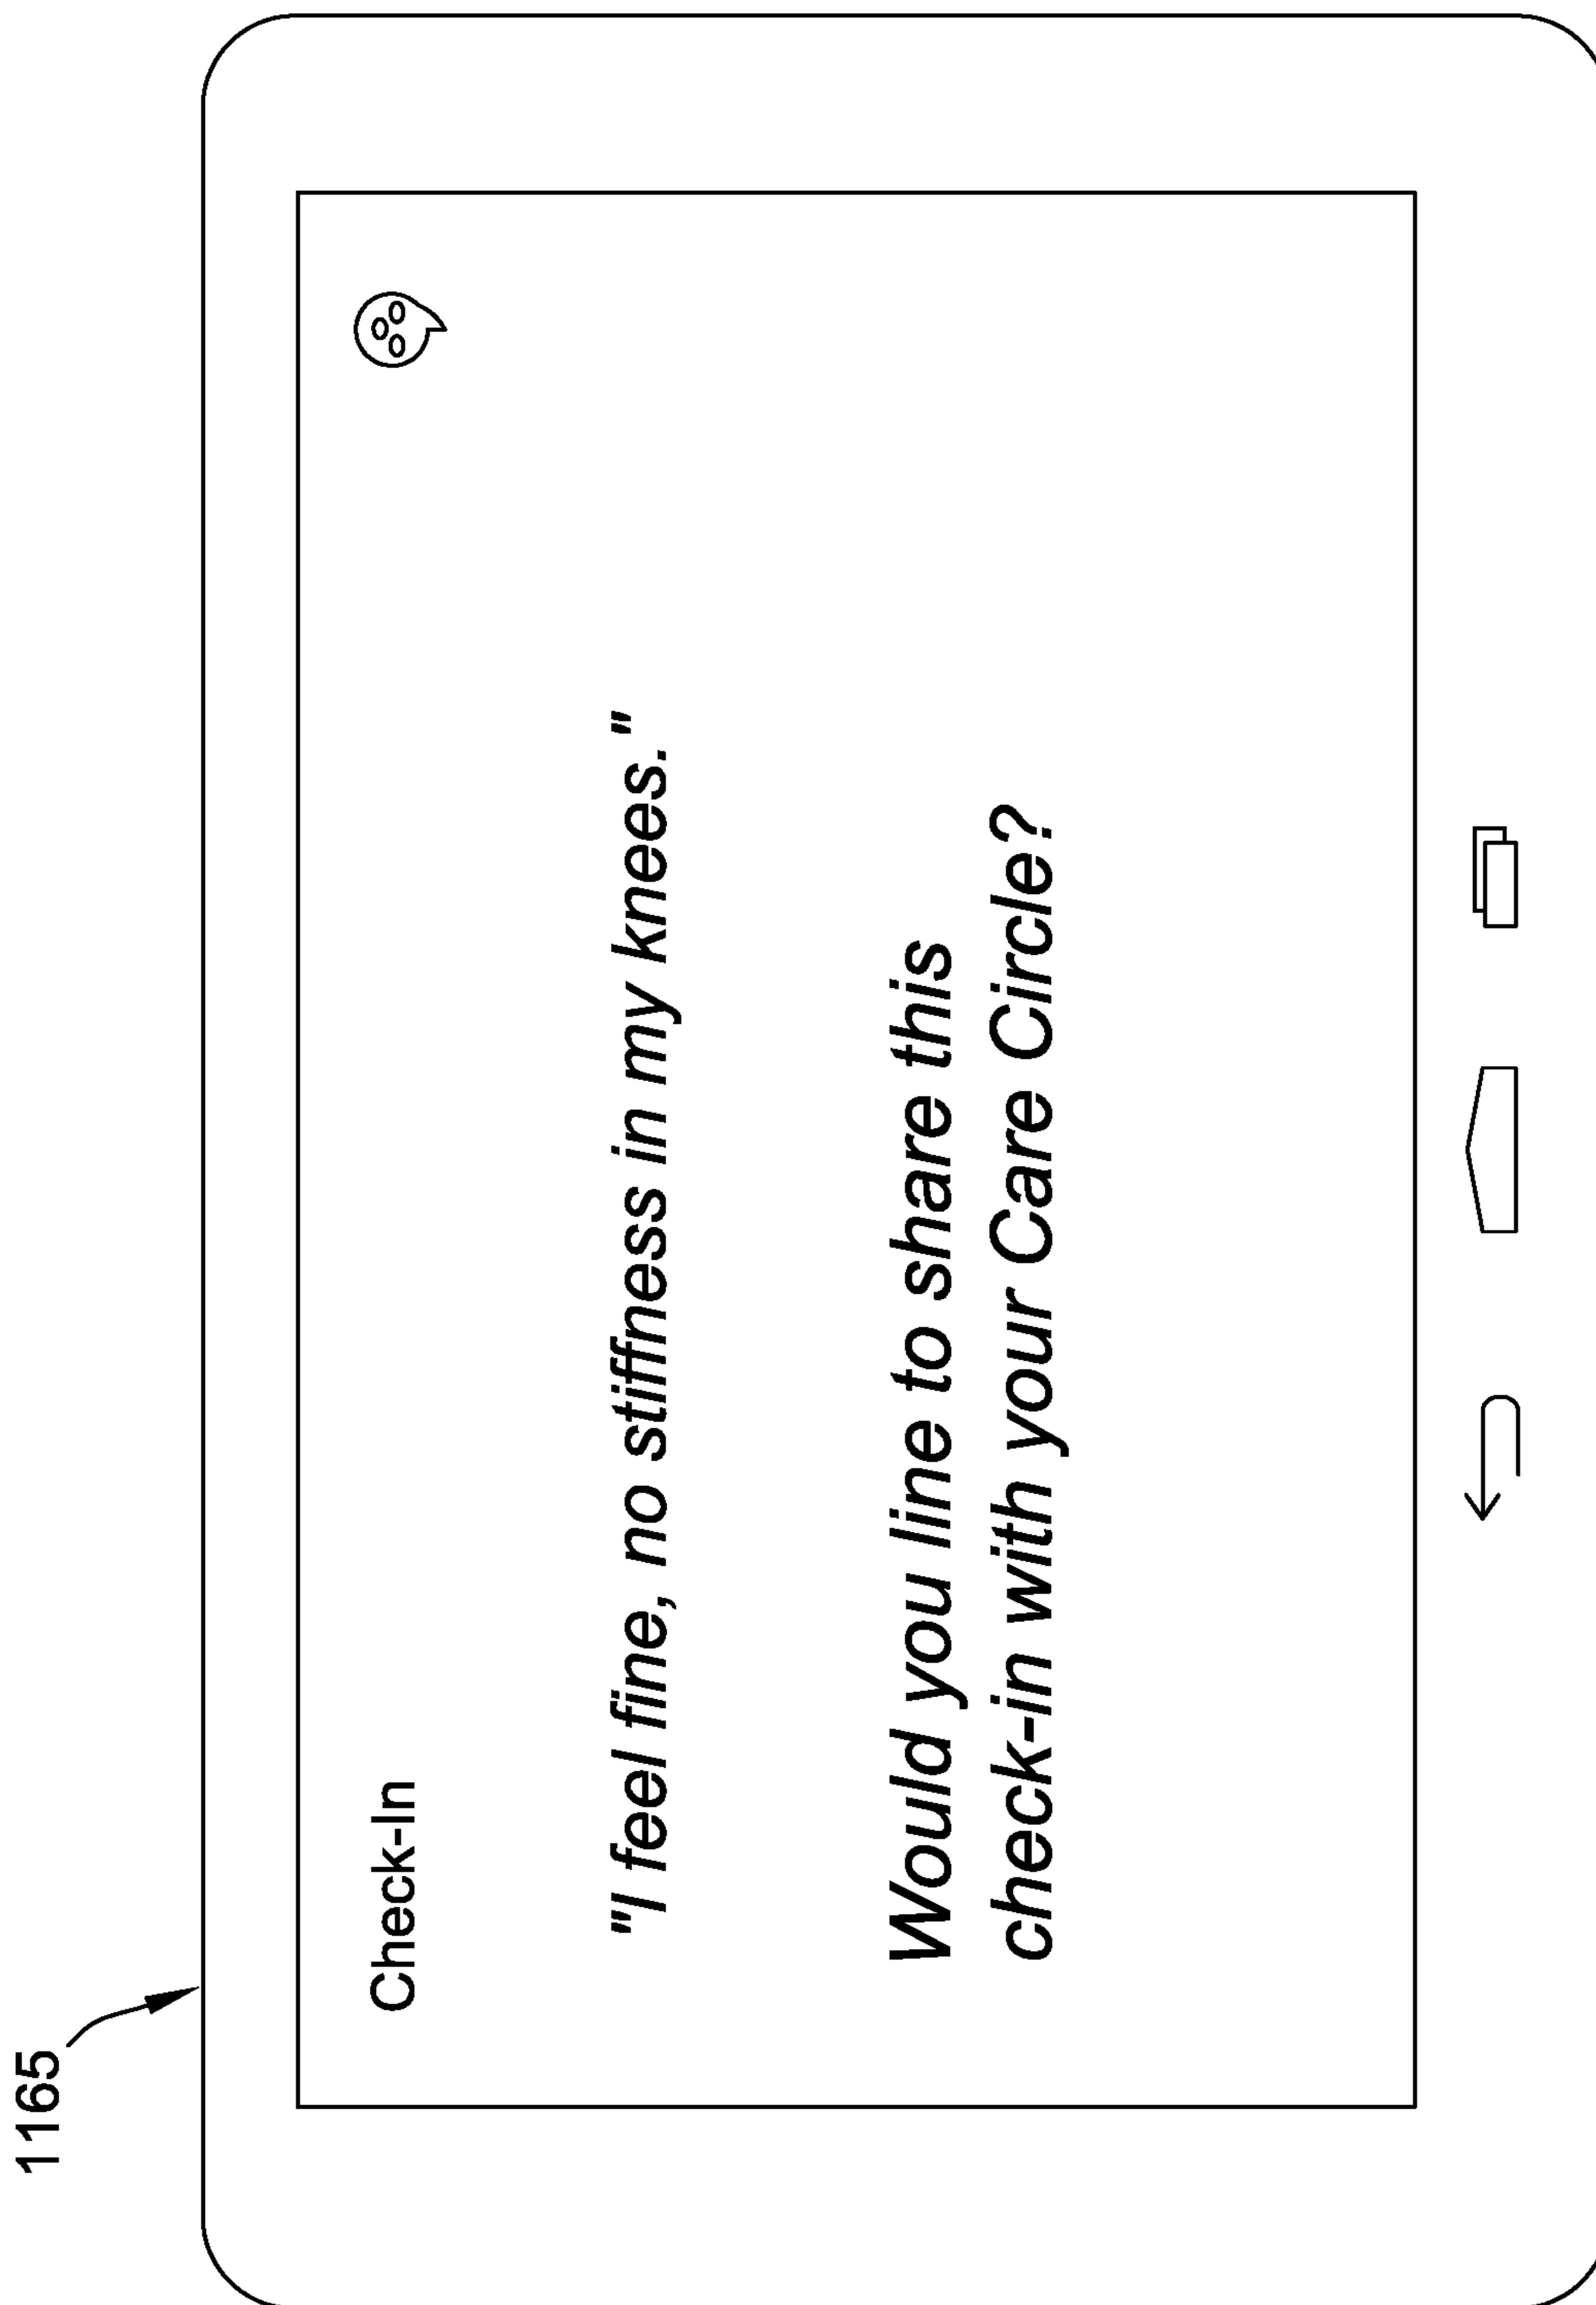 1165
Check-In
"I feel fine, no stiffness in my knees."
Would you line to share this
check-in with your Care Circle?